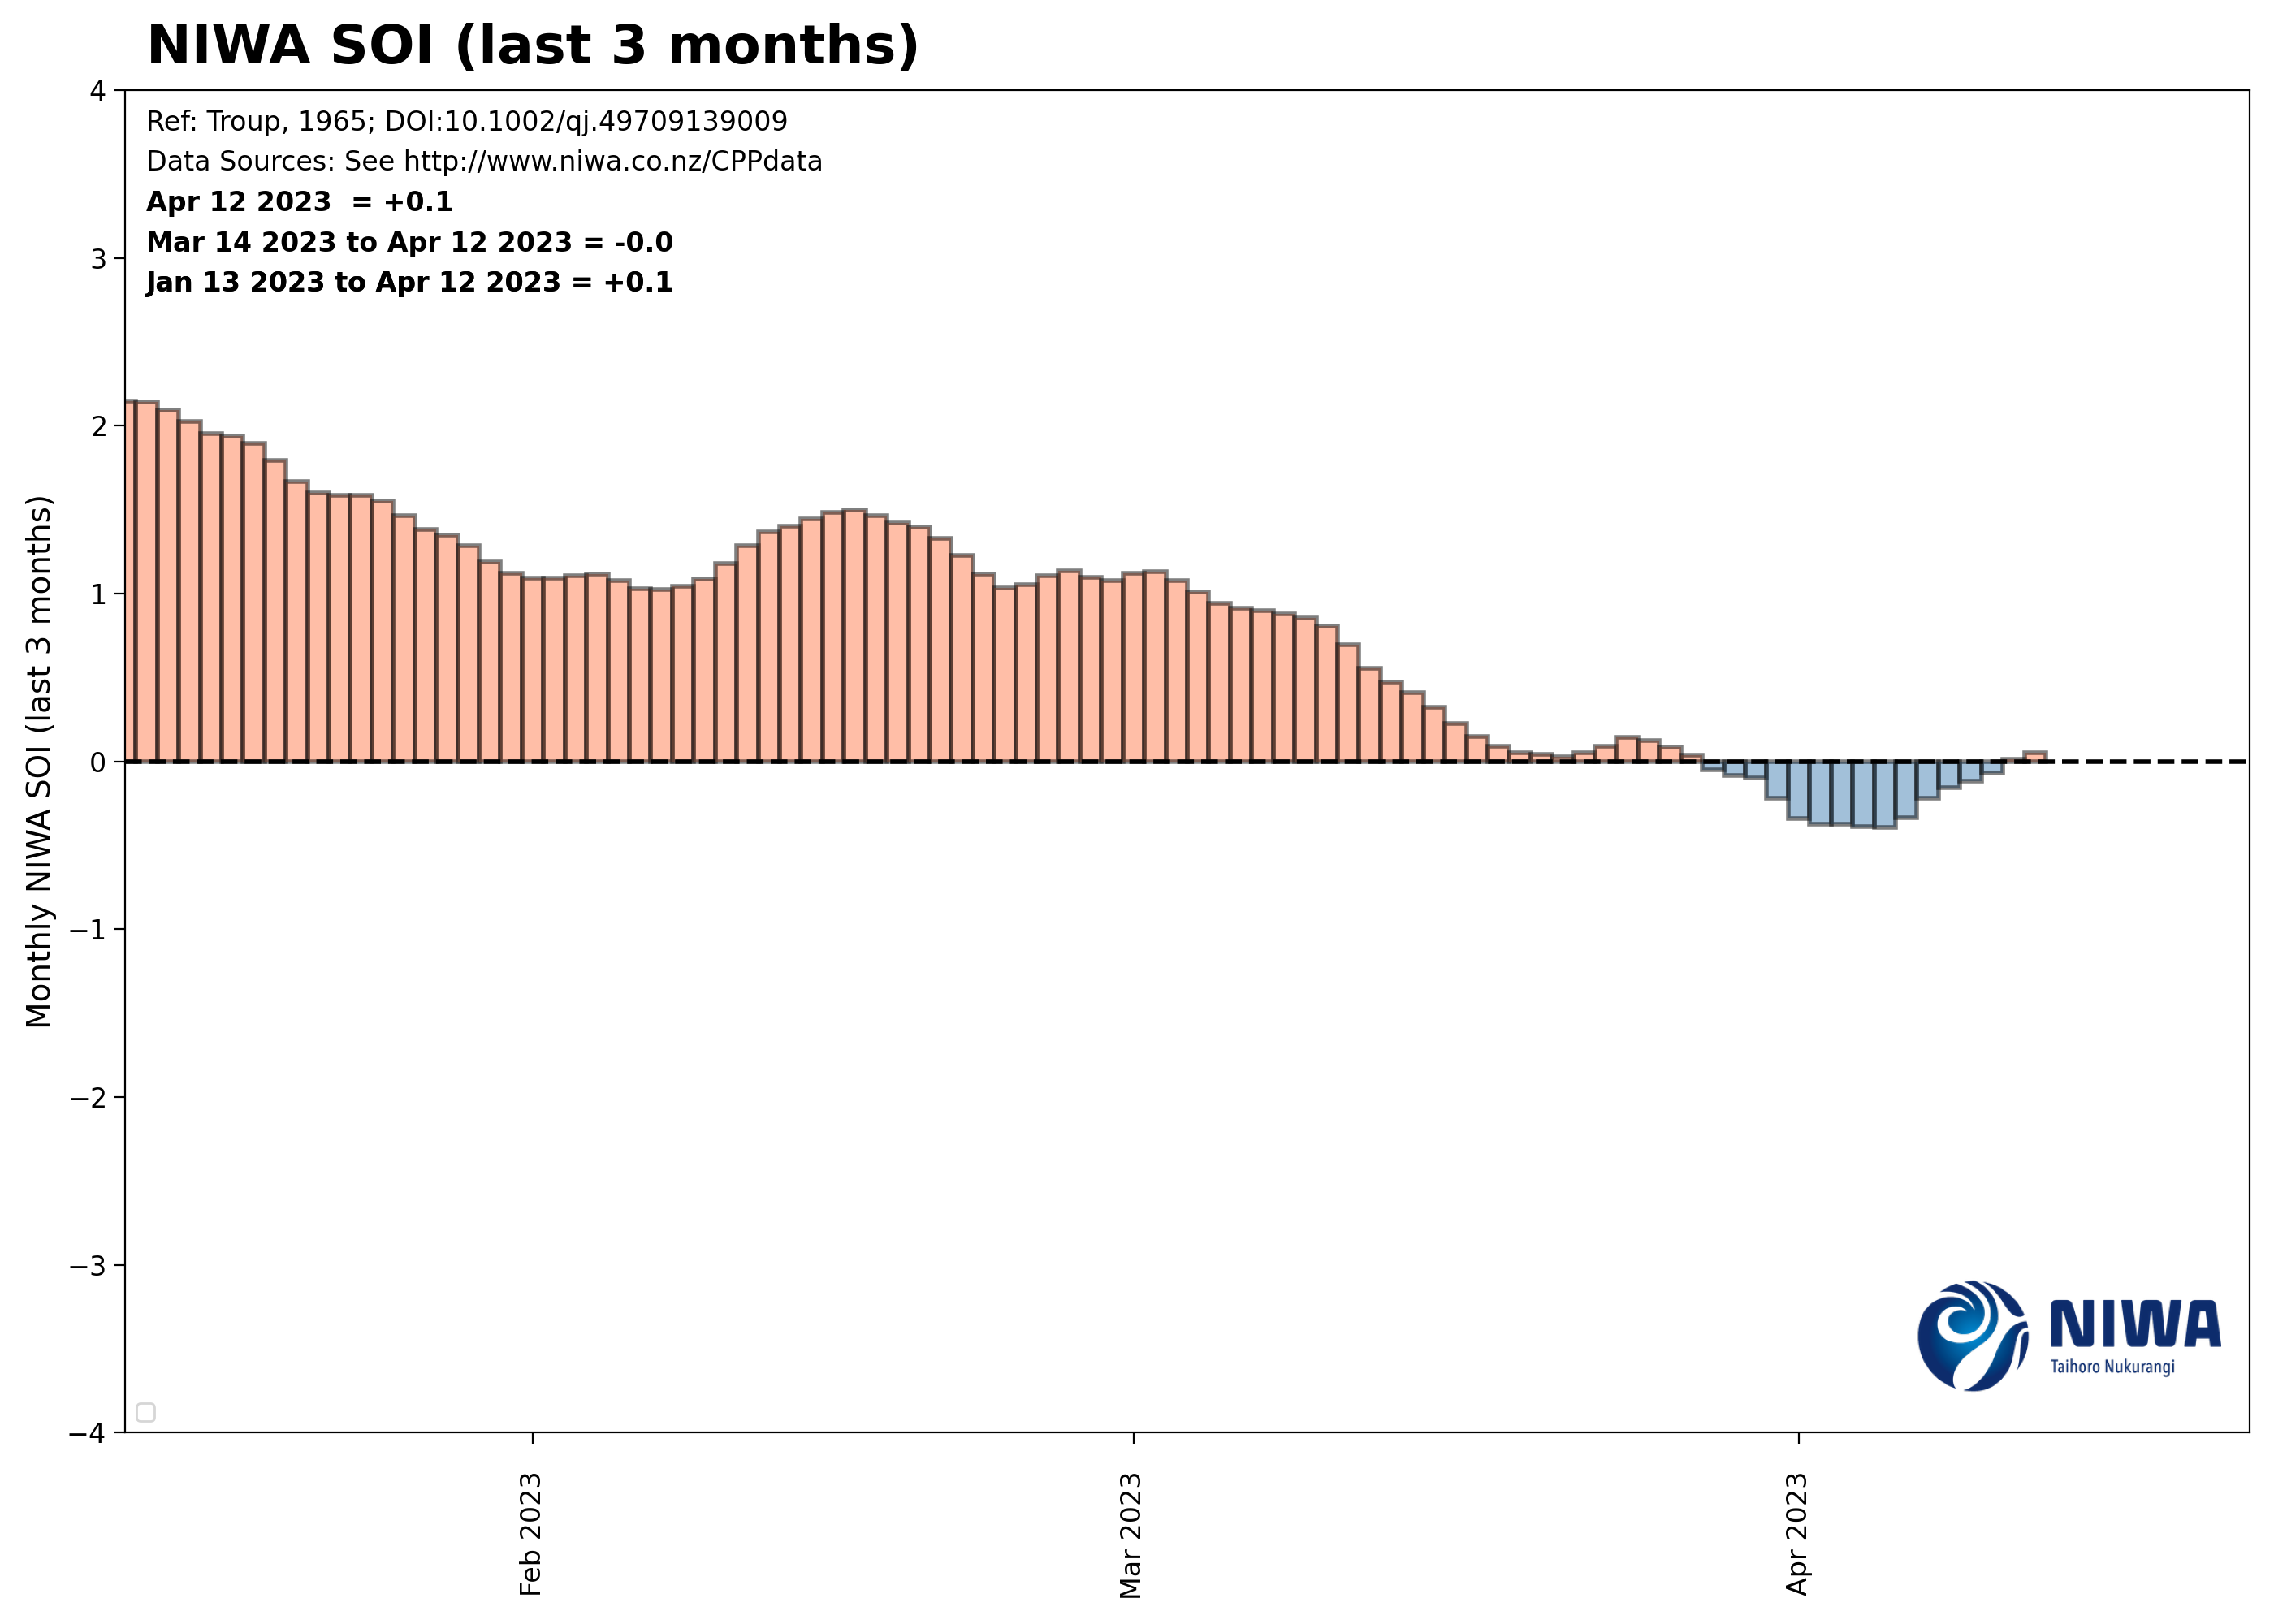 NIWA SOI (last 3 months)
Ref: Troup, 1965; DOI:10.1002/qj.49709139009
Data Sources: See http://www.niwa.co.nz/CPPdata
Apr 12 2023  = +0.1
Mar 14 2023 to Apr 12 2023 = -0.0
Jan 13 2023 to Apr 12 2023 = +0.1
Monthly NIWA SOI (last 3 months)
4
3
2
1
0
−1
−2
−3
−4
Feb 2023
Mar 2023
Apr 2023
NIWA
Taihoro Nukurangi